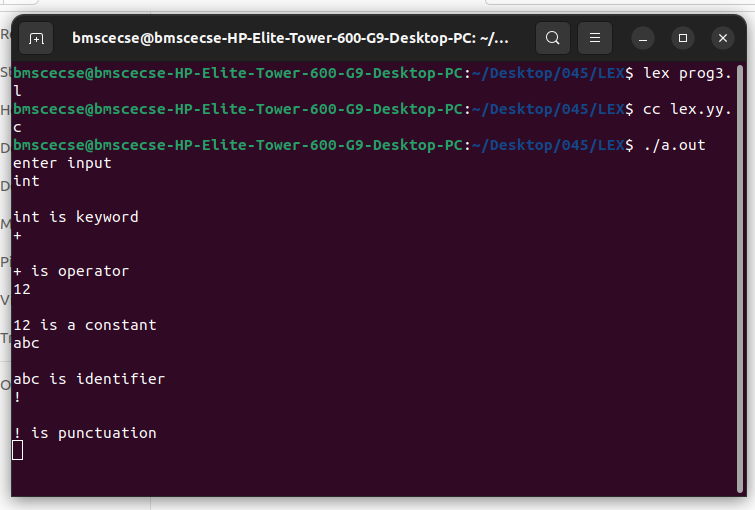 bmscecse@bmscecse-HP-Elite-Tower-600-G9-Desktop-PC: ~/...
bmscecse@bmscecse-HP-Elite-Tower-600-G9-Desktop-PC:~/Desktop/045/LEX$ lex prog3.
l
bmscecse@bmscecse-HP-Elite-Tower-600-G9-Desktop-PC:~/Desktop/045/LEX$ cc lex.yy.
c
bmscecse@bmscecse-HP-Elite-Tower-600-G9-Desktop-PC:~/Desktop/045/LEX$ ./a.out
enter input
int
int is keyword
+
+ is operator
12
12 is a constant
abc
abc is identifier
!
! is punctuation